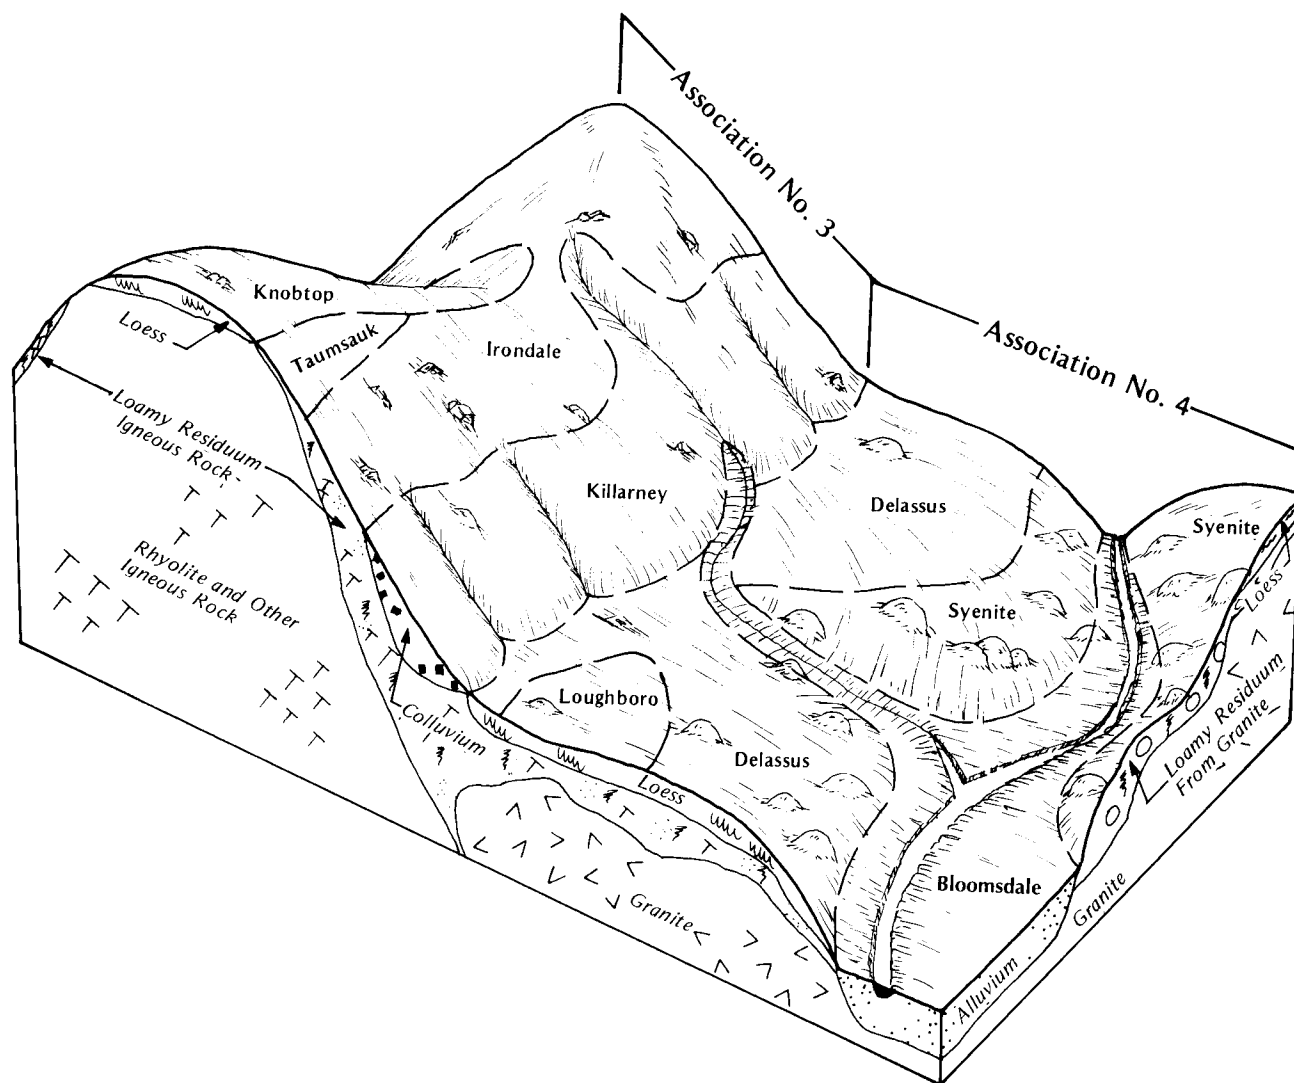 Association No. 3
Association No. 4
Knobtop
Loess
Taumsauk
Irondale
Loamy Residuum
Igneous Rock
Rhyolite and Other
Igneous Rock
Killarney
Delassus
Syenite
Syenite
Loess
Loughboro
Colluvium
Delassus
Loess
Loamy Residuum
From Granite
Granite
Bloomsdale
Granite
Alluvium